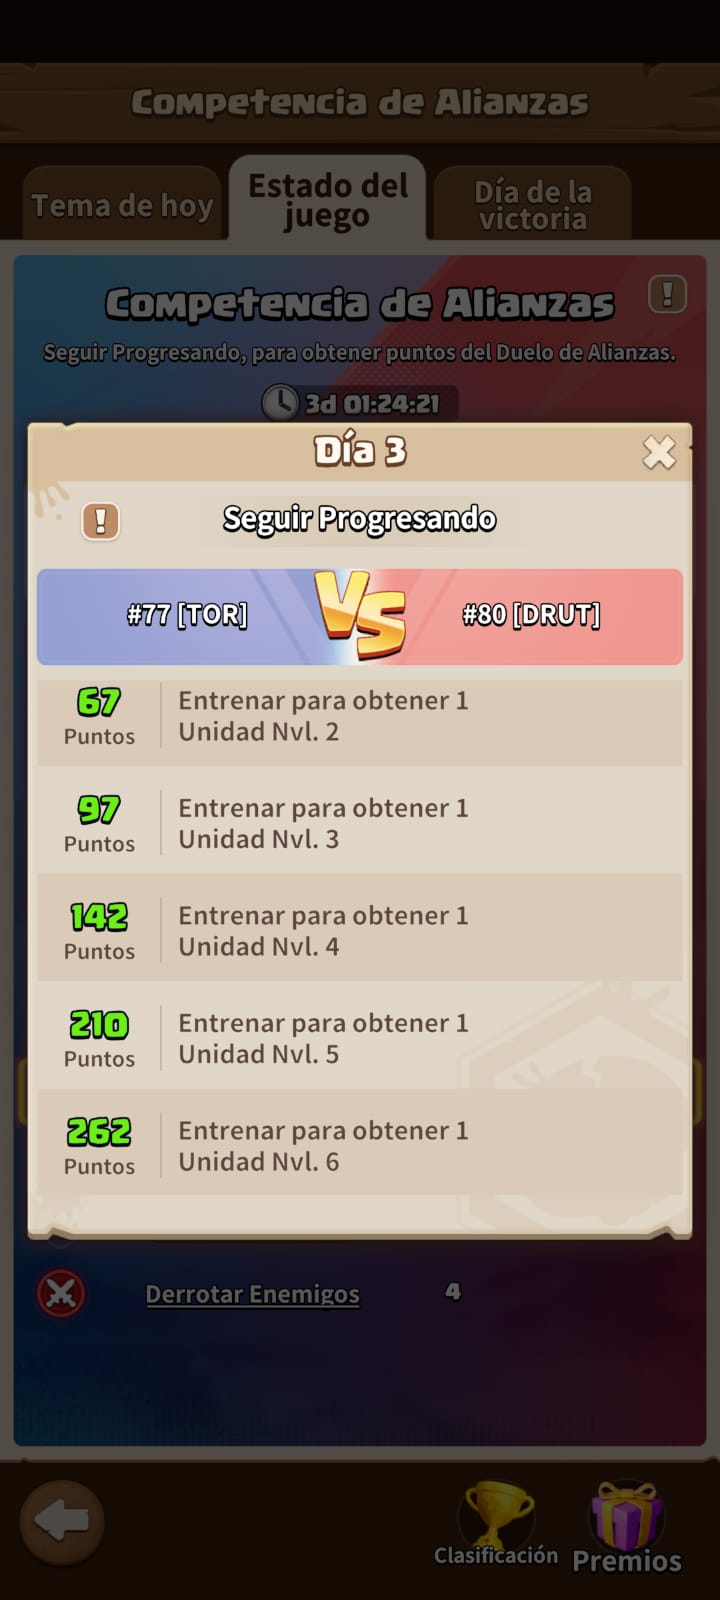 Competencia de Alianzas
Tema de hoy
Estado del
juego
Día de la
victoria
Competencia de Alianzas
!
Seguir Progresando, para obtener puntos del Duelo de Alianzas.
3d 01:24:21
Día 3
!
Seguir Progresando
#77 [TOR]
VS
#80 [DRUT]
67
Puntos
Entrenar para obtener 1
Unidad Nvl. 2
97
Puntos
Entrenar para obtener 1
Unidad Nvl. 3
142
Puntos
Entrenar para obtener 1
Unidad Nvl. 4
210
Puntos
Entrenar para obtener 1
Unidad Nvl. 5
262
Puntos
Entrenar para obtener 1
Unidad Nvl. 6
Derrotar Enemigos
4
Clasificación
Premios